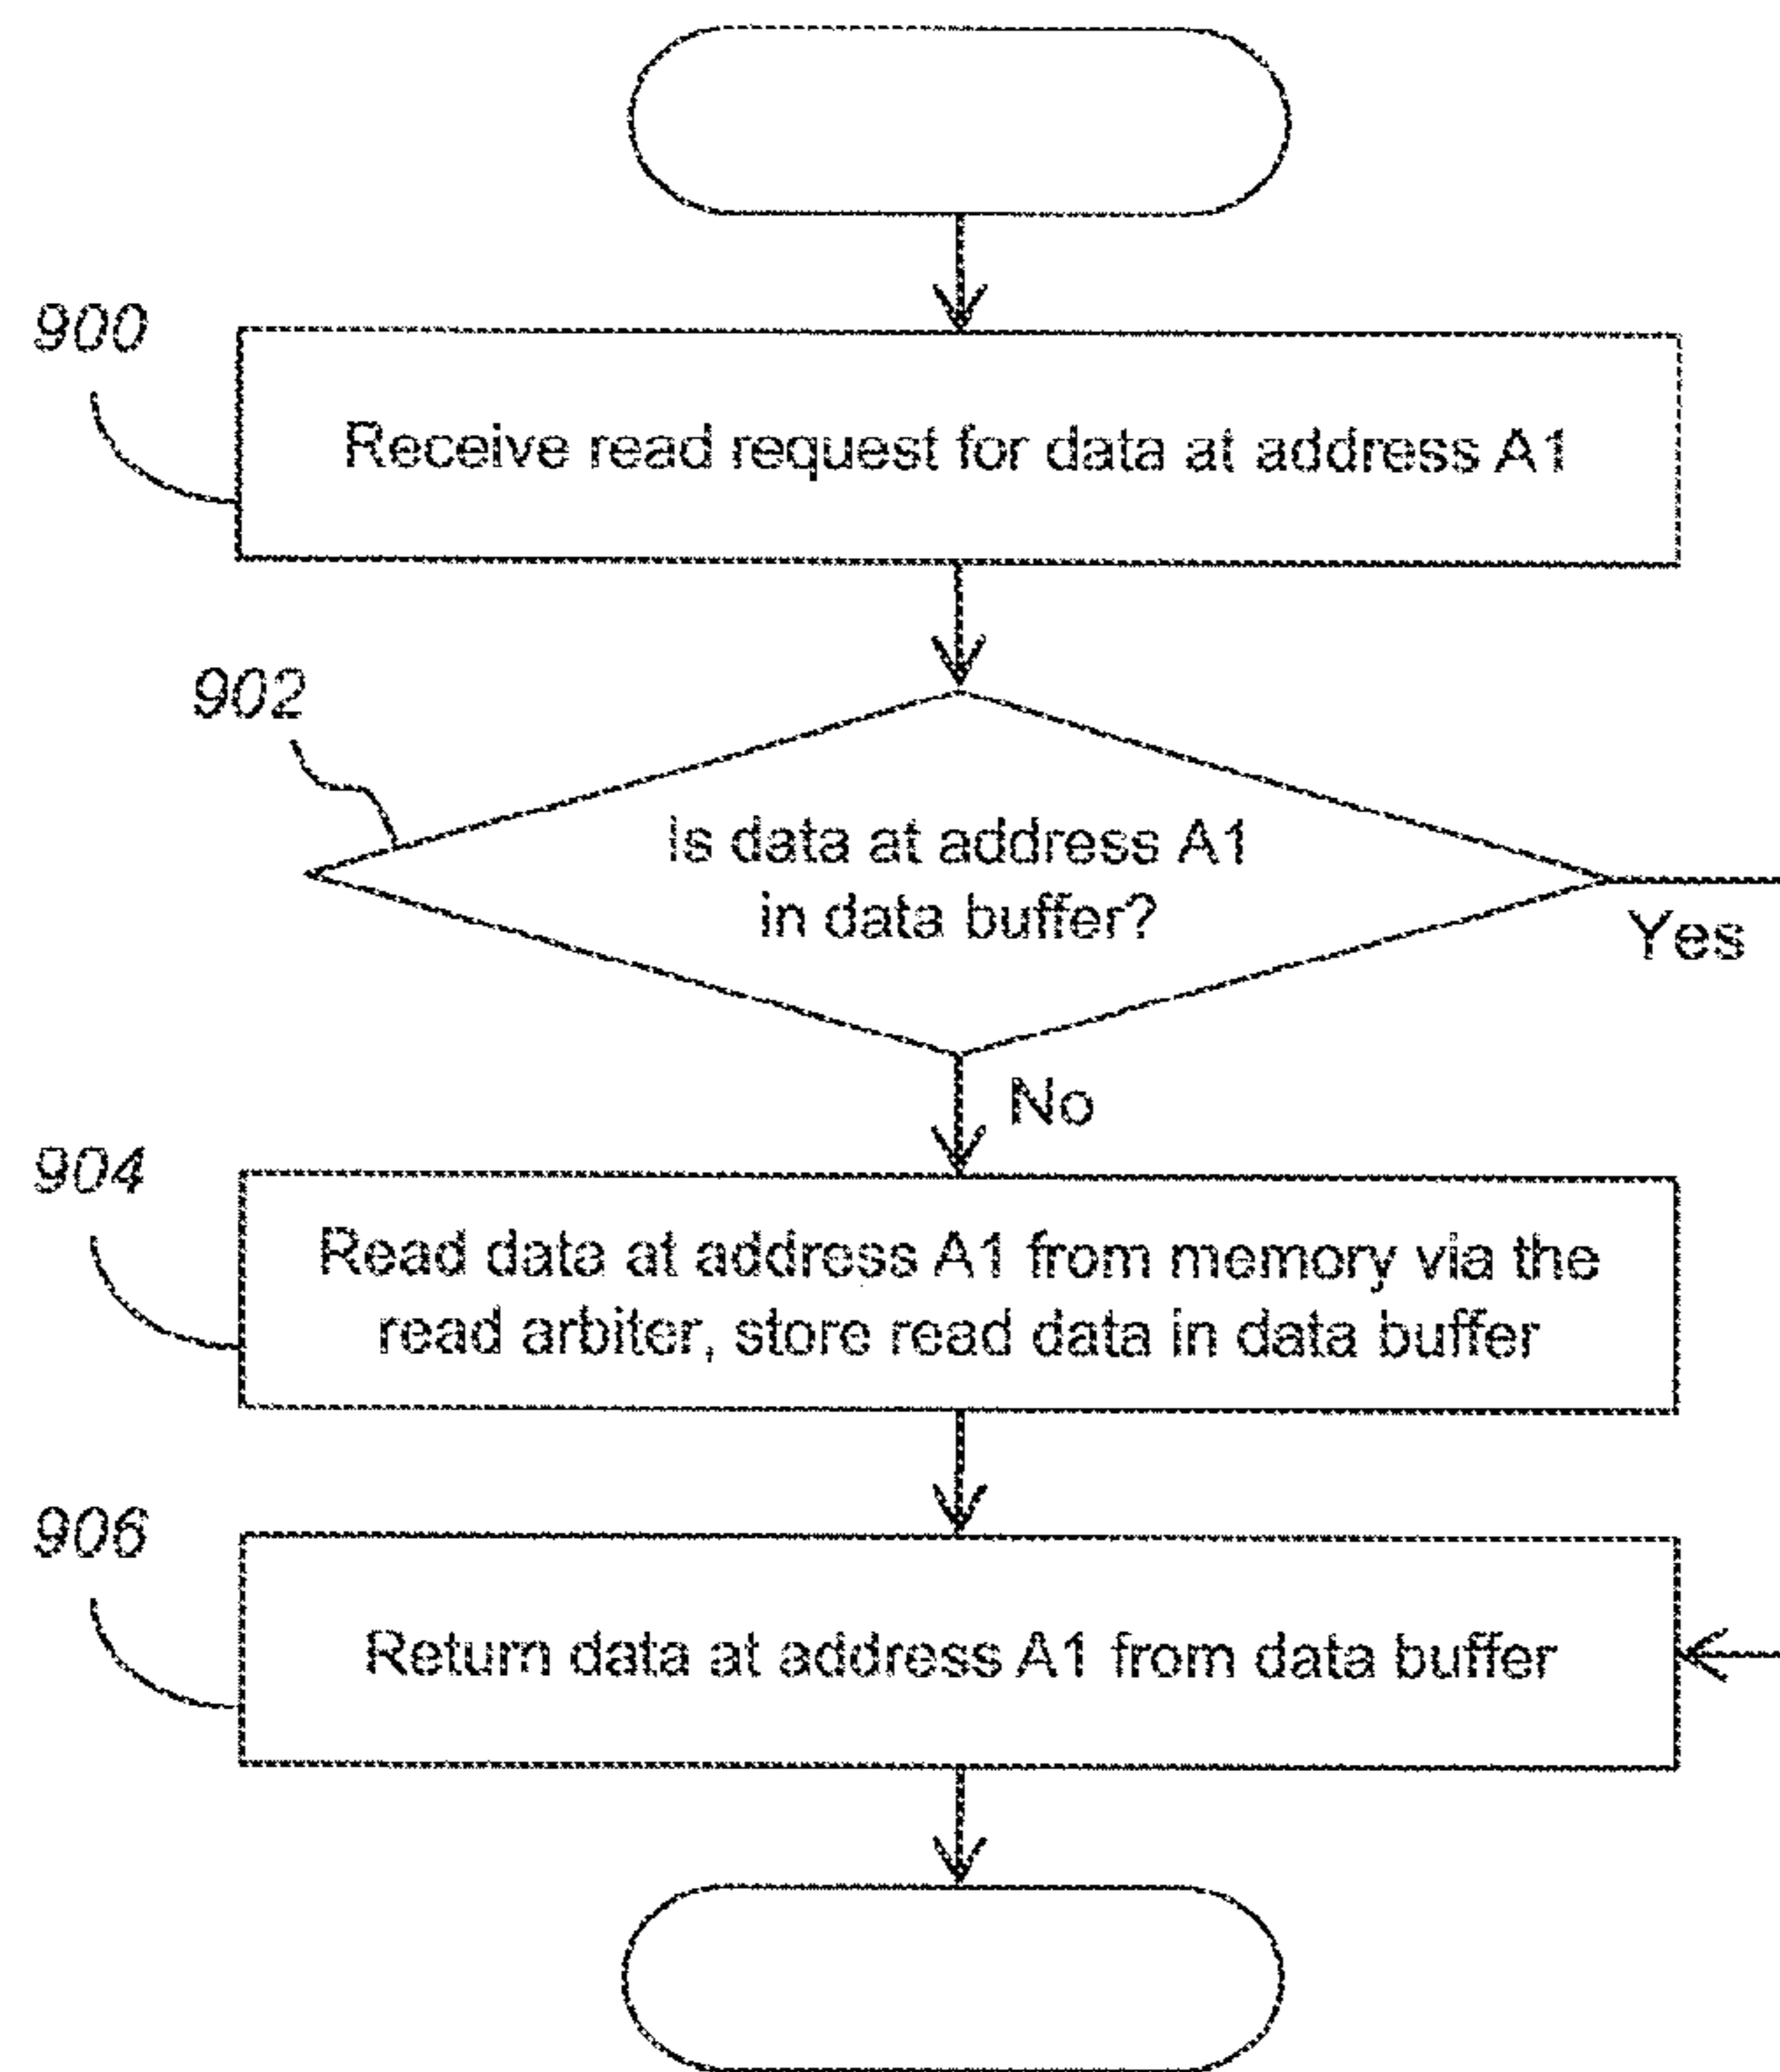 900
Receive read request for data at address A1
902
Is data at address A1
in data buffer?
Yes
No
904
Read data at address A1 from memory via the
read arbiter, store read data in data buffer
906
Return data at address A1 from data buffer